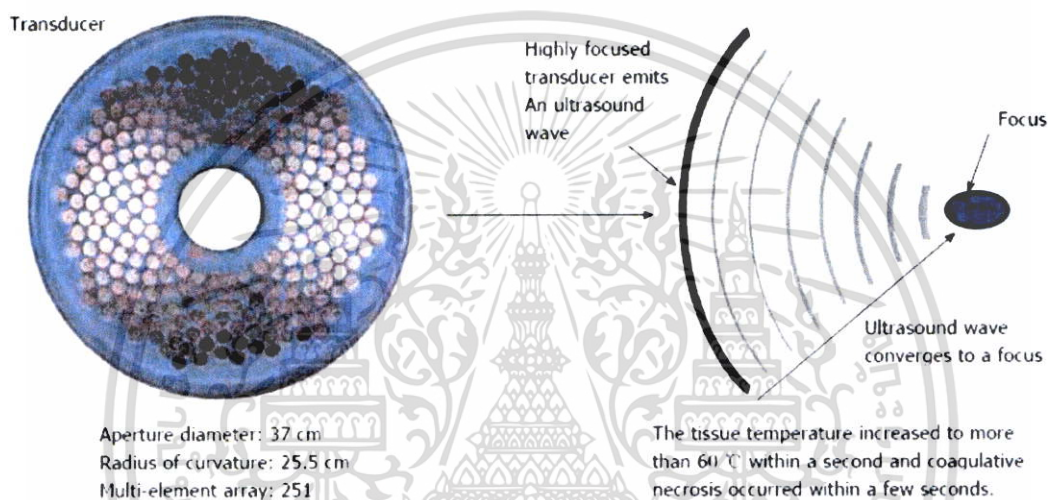 Transducer
Highly focused
transducer emits
An ultrasound
wave
Focus
Ultrasound wave
converges to a focus
Aperture diameter: 37 cm
Radius of curvature: 25.5 cm
Multi-element array: 251
The tissue temperature increased to more
than 60 ℃ within a second and coagulative
necrosis occurred within a few seconds.